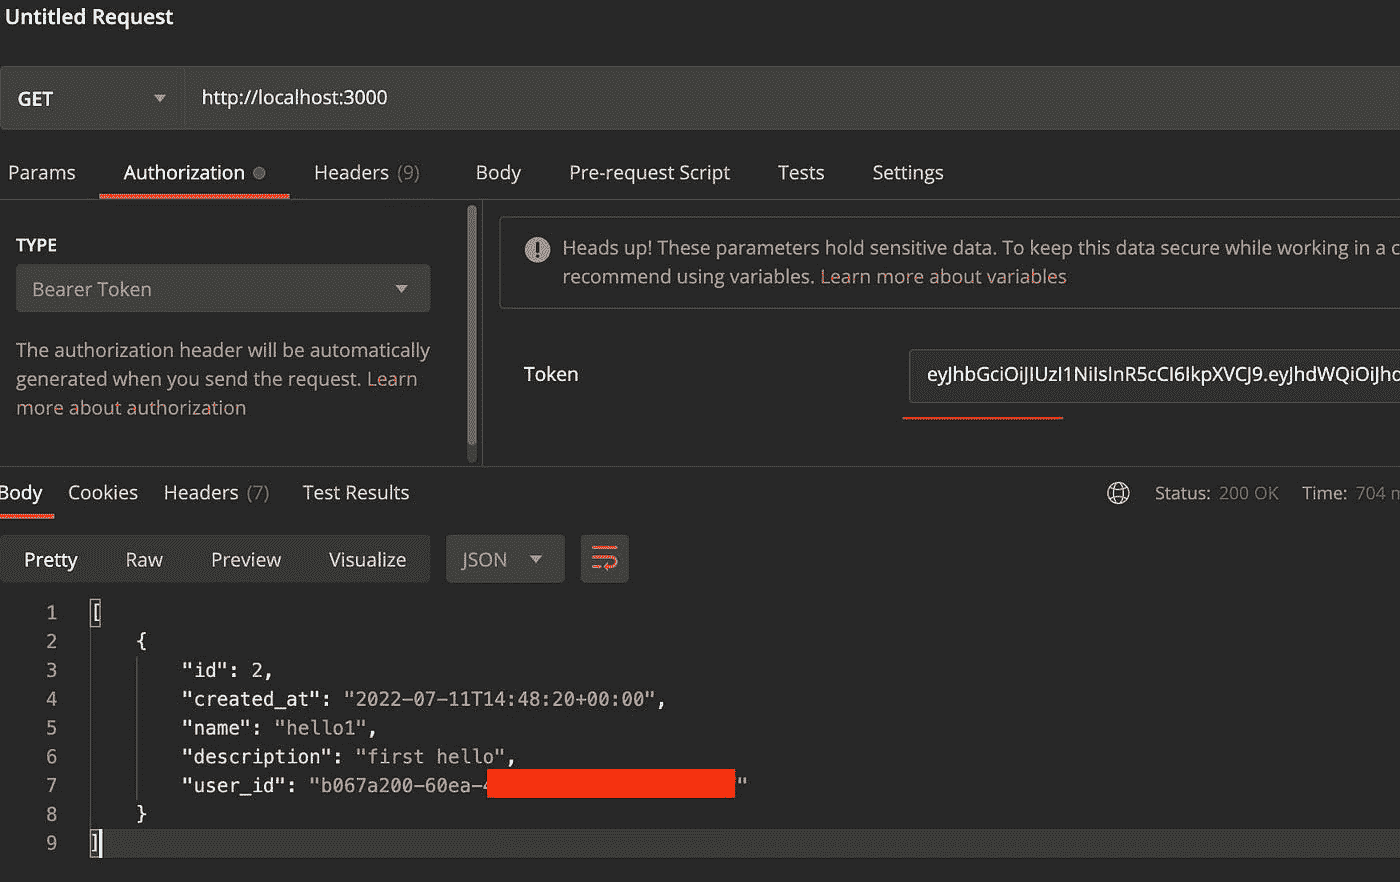 Untitled Request
GET http://localhost:3000
Params Authorization Headers (9) Body Pre-request Script Tests Settings
TYPE
Bearer Token
The authorization header will be automatically
generated when you send the request. Learn
more about authorization
Heads up! These parameters hold sensitive data. To keep this data secure while working in a c
recommend using variables. Learn more about variables
Token
eyJhbGciOiJIUzI1NiIsInR5cCI6IkpXVCJ9.eyJhdWQiOiJhd
Body Cookies Headers (7) Test Results
Status: 200 OK Time: 704 m
Pretty Raw Preview Visualize JSON
1 [
2 {
3 "id": 2,
4 "created_at": "2022-07-11T14:48:20+00:00",
5 "name": "hello1",
6 "description": "first hello",
7 "user_id": "b067a200-60ea-4 "
8 }
9 ]